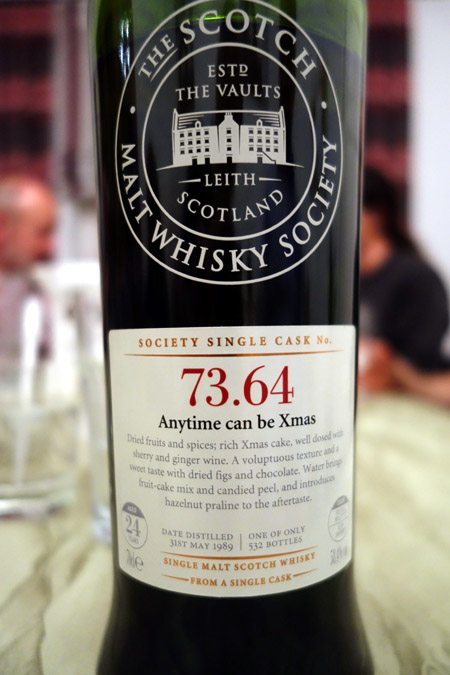 THE SCOTCH
MALT WHISKY SOCIETY
ESTD
THE VAULTS
LEITH
SCOTLAND
SOCIETY SINGLE CASK No.
73.64
Anytime can be Xmas
Dried fruits and spices; rich Xmas cake, well dosed with
sherry and ginger wine. A voluptuous texture and a
sweet taste with dried figs and chocolate. Water brings
fruit-cake mix and candied peel, and introduces
hazelnut praline to the aftertaste.
AGED
24
YEARS
DATE DISTILLED
31ST MAY 1989
ONE OF ONLY
532 BOTTLES
70cl e
SINGLE MALT SCOTCH WHISKY
FROM A SINGLE CASK